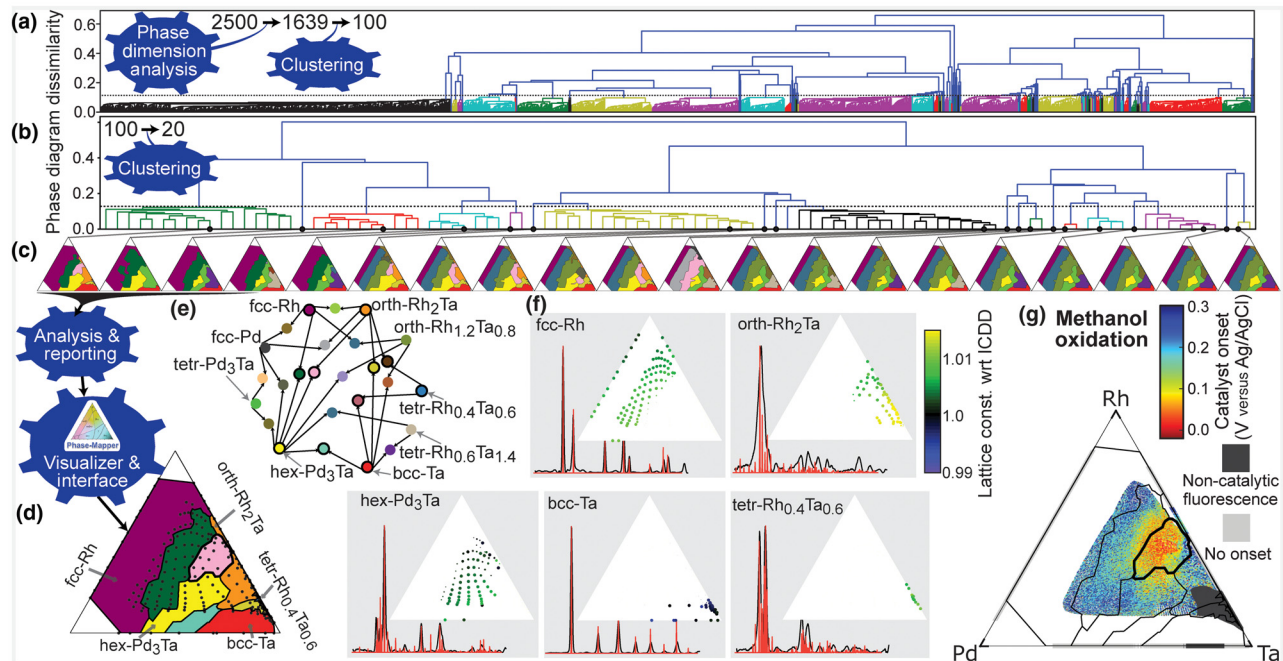 (a)
0.6
0.4
0.2
0.0
Phase diagram dissimilarity
Phase
dimension
analysis
2500 → 1639 → 100
Clustering
(b)
100 → 20
0.4
0.2
0.0
Clustering
(c)
Analysis &
reporting
Phase-Mapper
Visualizer &
interface
(d)
fcc-Rh
orth-Rh2Ta
tetr-Rh0.4Ta0.6
hex-Pd3Ta
bcc-Ta
(e)
fcc-Rh
orth-Rh2Ta
fcc-Pd
orth-Rh1.2Ta0.8
tetr-Pd3Ta
tetr-Rh0.4Ta0.6
tetr-Rh0.6Ta1.4
hex-Pd3Ta
bcc-Ta
(f)
fcc-Rh
orth-Rh2Ta
hex-Pd3Ta
bcc-Ta
tetr-Rh0.4Ta0.6
1.01
1.0
0.99
Lattice const. wrt ICDD
(g)
Methanol
oxidation
0.3
0.2
0.1
0.0
Catalyst onset
(V versus Ag/AgCl)
Rh
Non-catalytic
fluorescence
No onset
Pd
Ta